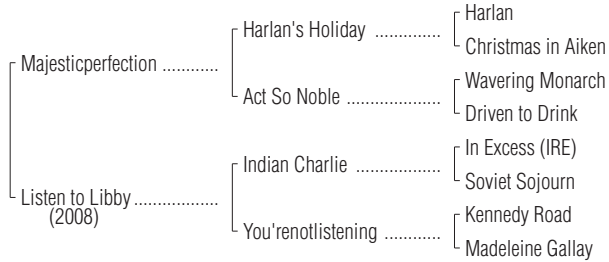 Harlan
Harlan's Holiday ..............
Christmas in Aiken
Majesticperfection ............
Wavering Monarch
Act So Noble ....................
Driven to Drink
In Excess (IRE)
Indian Charlie ..................
Soviet Sojourn
Listen to Libby ..................
(2008)
Kennedy Road
You'renotlistening .............
Madeleine Gallay